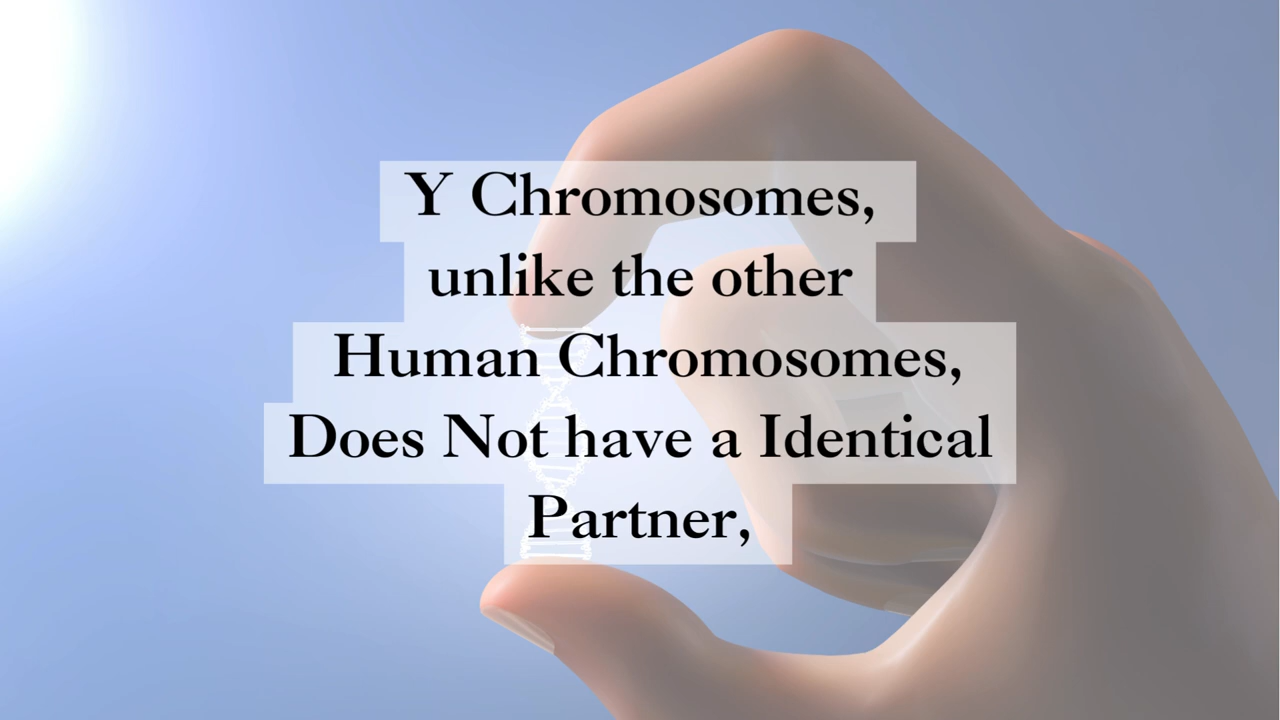 Y Chromosomes,
unlike the other
Human Chromosomes,
Does Not have a Identical
Partner,